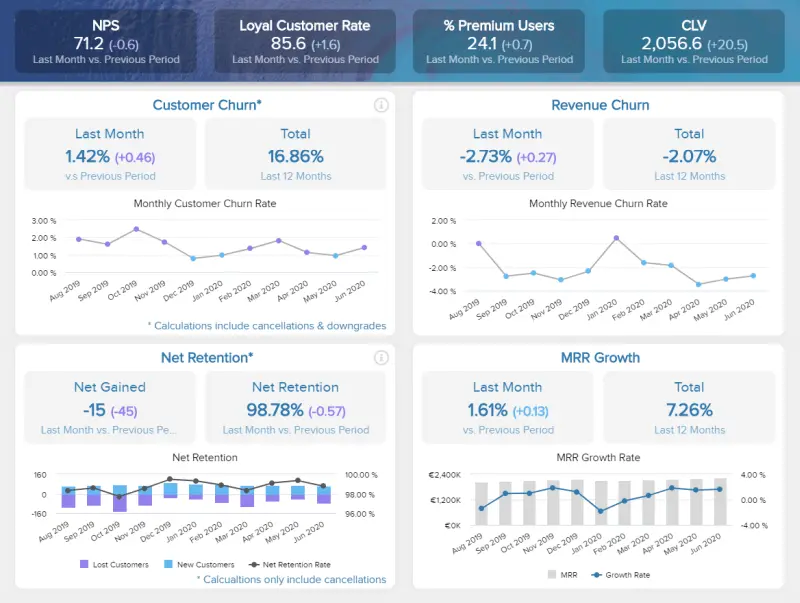 NPS
71.2 (-0.6)
Last Month vs. Previous Period
Loyal Customer Rate
85.6 (+1.6)
Last Month vs. Previous Period
% Premium Users
24.1 (+0.7)
Last Month vs. Previous Period
CLV
2,056.6 (+20.5)
Last Month vs. Previous Period
Customer Churn*
i
Last Month
1.42% (+0.46)
v.s Previous Period
Total
16.86%
Last 12 Months
Monthly Customer Churn Rate
3.00 %
2.00 %
1.00 %
0.00 %
Aug 2019
Sep 2019
Oct 2019
Nov 2019
Dec 2019
Jan 2020
Feb 2020
Mar 2020
Apr 2020
May 2020
Jun 2020
* Calculations include cancellations & downgrades
Revenue Churn
Last Month
-2.73% (+0.27)
vs. Previous Period
Total
-2.07%
Last 12 Months
Monthly Revenue Churn Rate
2.00 %
0.00 %
-2.00 %
-4.00 %
Aug 2019
Sep 2019
Oct 2019
Nov 2019
Dec 2019
Jan 2020
Feb 2020
Mar 2020
Apr 2020
May 2020
Jun 2020
Net Retention*
i
Net Gained
-15 (-45)
Last Month vs. Previous Pe...
Net Retention
98.78% (-0.57)
Last Month vs. Previous Period
Net Retention
160
0
-160
100.00 %
98.00 %
96.00 %
Aug 2019
Sep 2019
Oct 2019
Nov 2019
Dec 2019
Jan 2020
Feb 2020
Mar 2020
Apr 2020
May 2020
Jun 2020
Lost Customers
New Customers
Net Retention Rate
* Calcualtions only include cancellations
MRR Growth
Last Month
1.61% (+0.13)
vs. Previous Period
Total
7.26%
Last 12 Months
MRR Growth Rate
€2,400K
€1,200K
€0K
4.00 %
0.00 %
-4.00 %
Aug 2019
Sep 2019
Oct 2019
Nov 2019
Dec 2019
Jan 2020
Feb 2020
Mar 2020
Apr 2020
May 2020
Jun 2020
MRR
Growth Rate